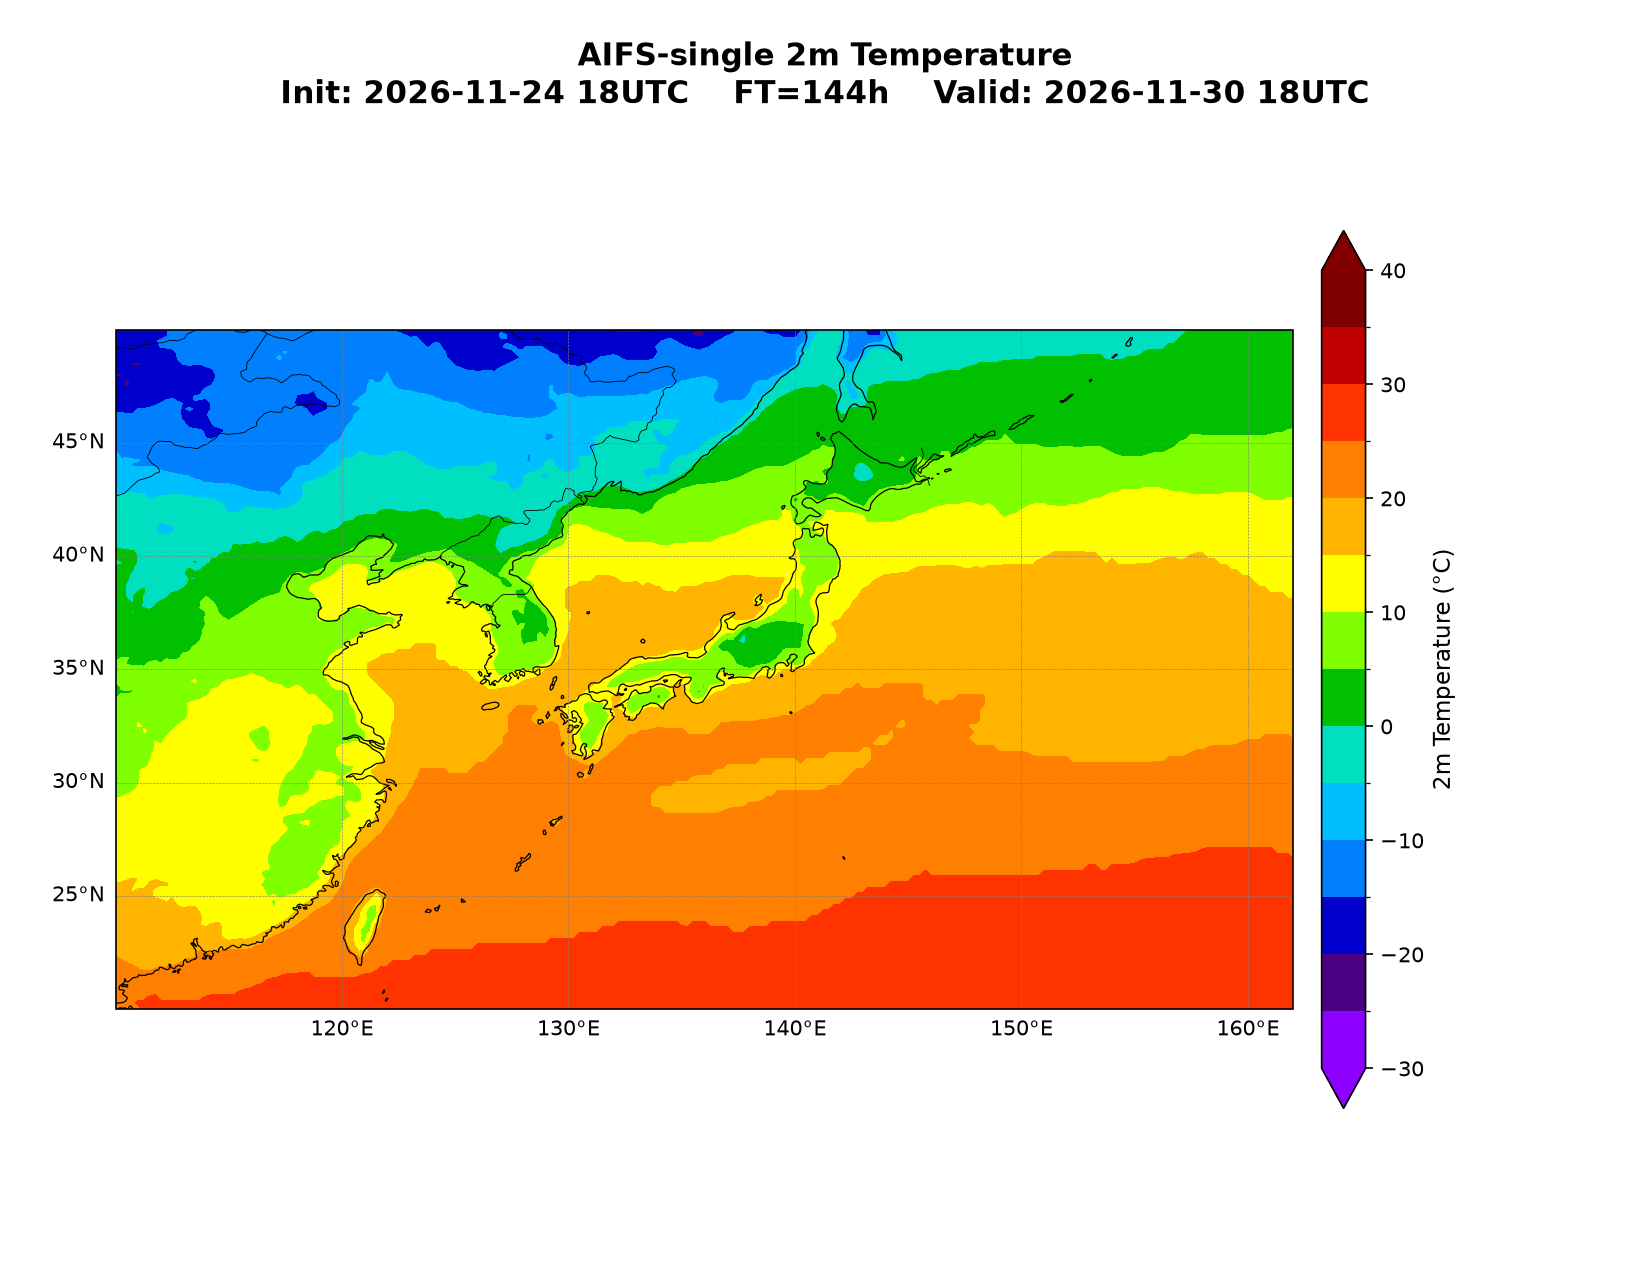 AIFS-single 2m Temperature
Init: 2026-11-24 18UTC    FT=144h    Valid: 2026-11-30 18UTC
45°N
40°N
35°N
30°N
25°N
120°E
130°E
140°E
150°E
160°E
40
30
20
10
0
−10
−20
−30
2m Temperature (°C)